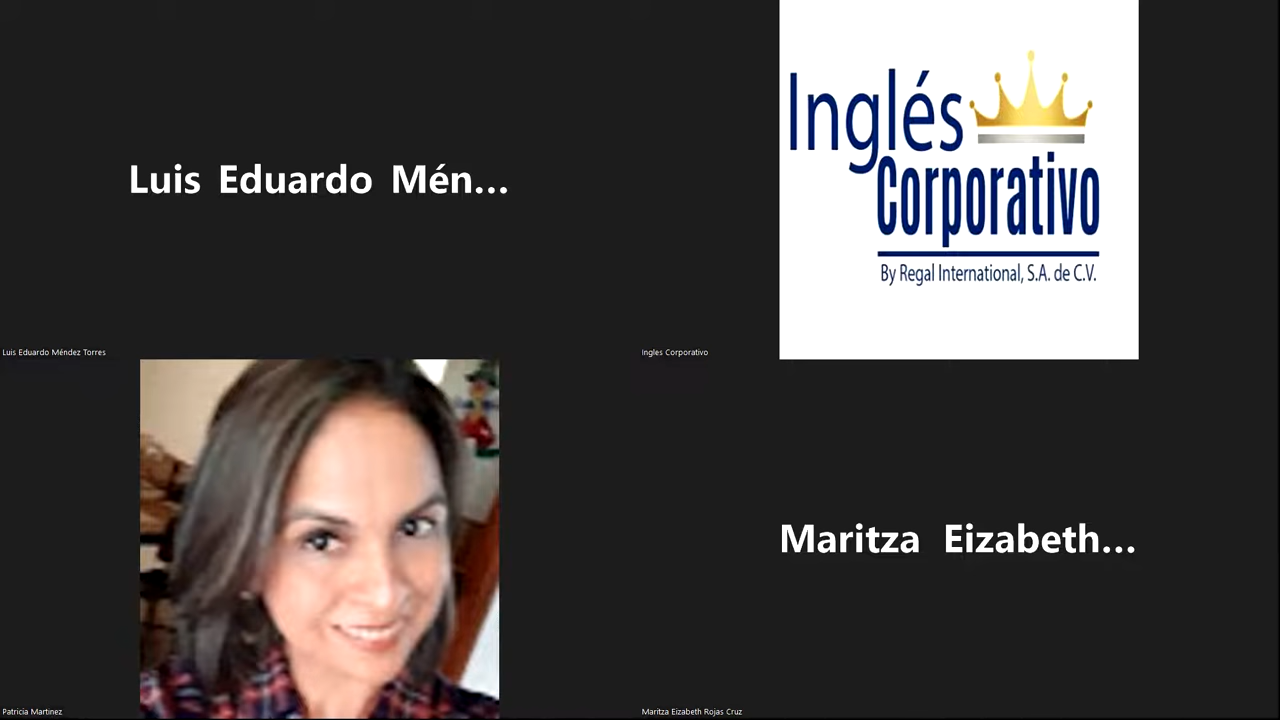 Luis Eduardo Mén...
Luis Eduardo Méndez Torres
Inglés
Corporativo
By Regal International, S.A. de C.V.
Ingles Corporativo
Patricia Martinez
Maritza Eizabeth...
Maritza Eizabeth Rojas Cruz